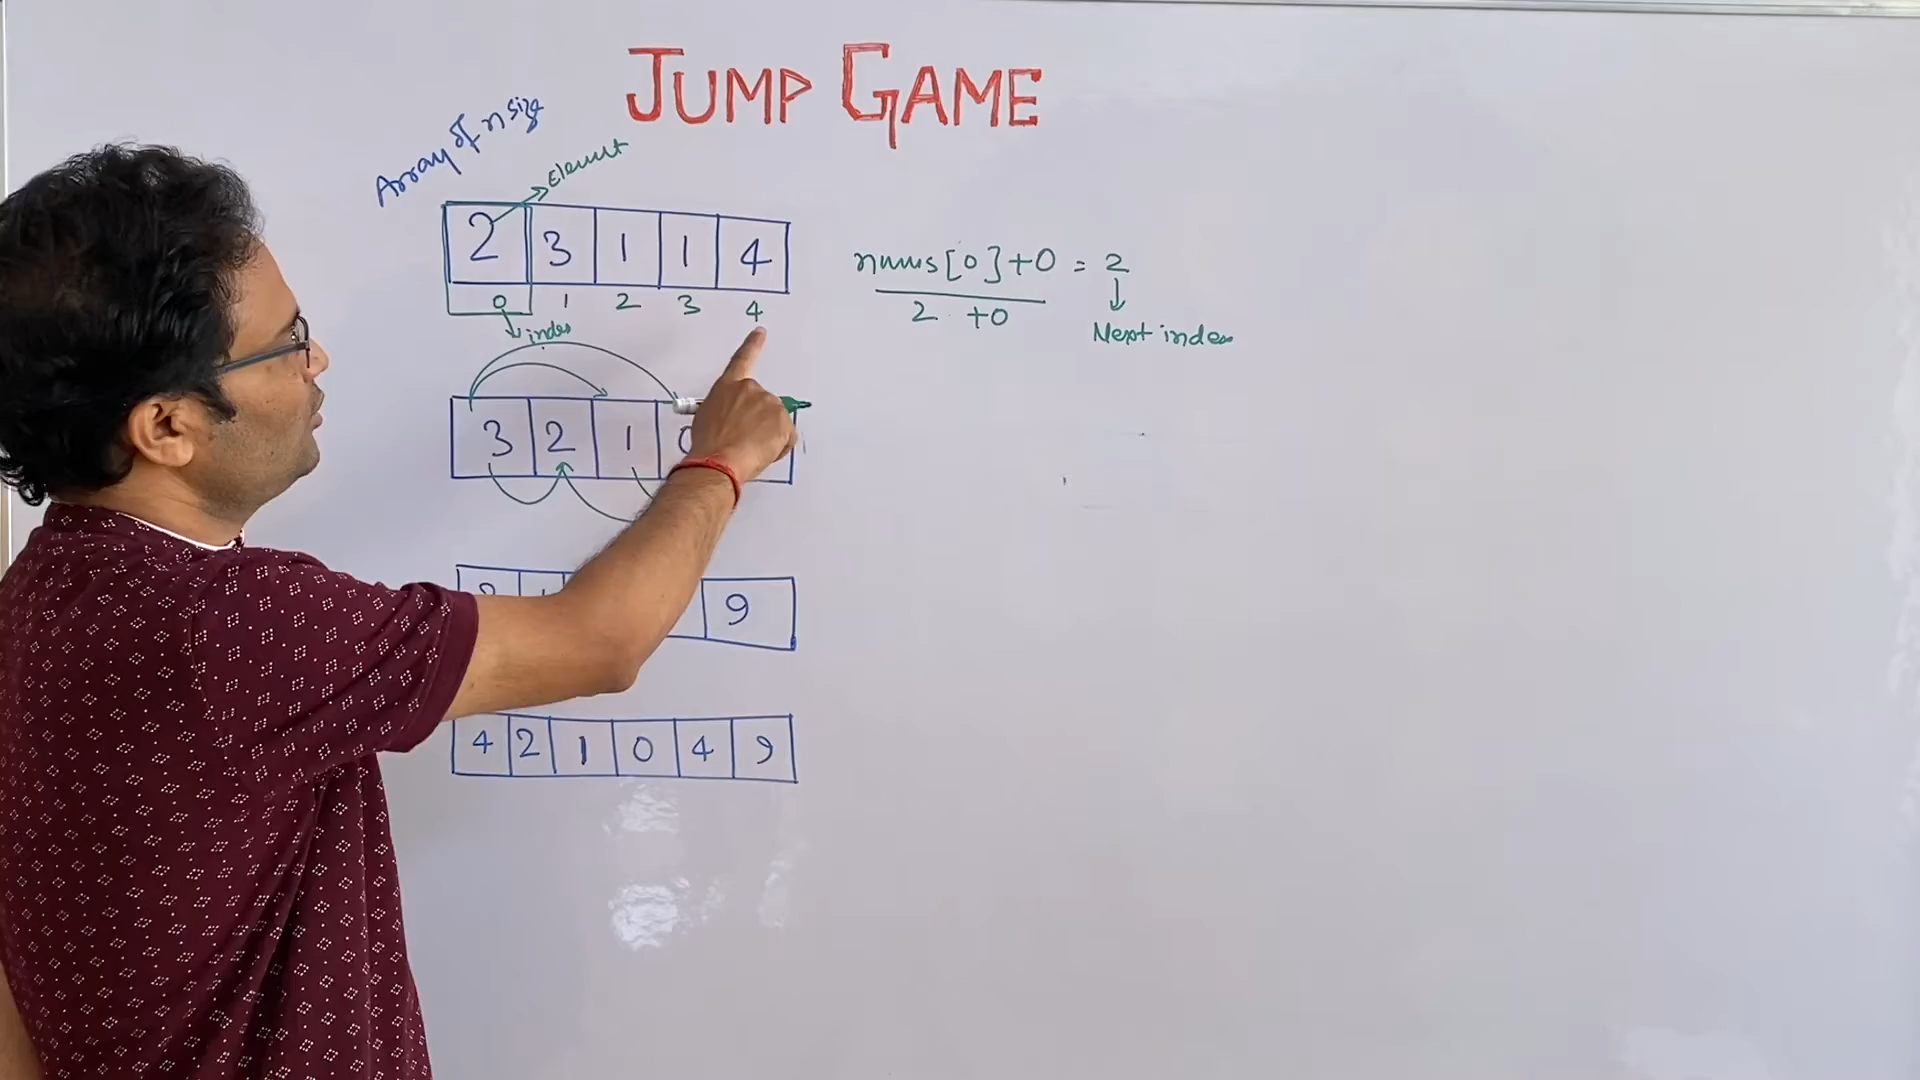 JUMP GAME
Array of n size
Element
2 3 1 1 4
0 1 2 3 4
index
nums[0]+0 = 2
2 +0
Next index
3 2 1
9
4 2 1 0 4 9